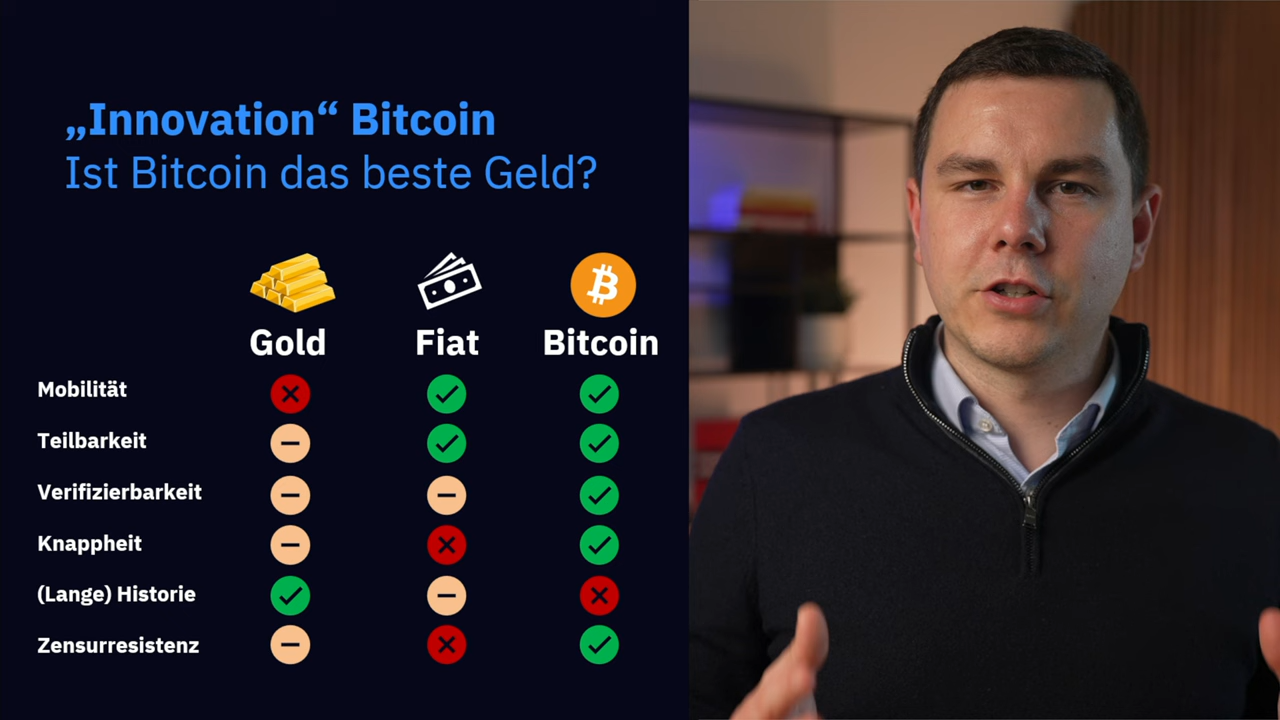 „Innovation“ Bitcoin
Ist Bitcoin das beste Geld?
Gold Fiat Bitcoin
Mobilität
Teilbarkeit
Verifizierbarkeit
Knappheit
(Lange) Historie
Zensurresistenz